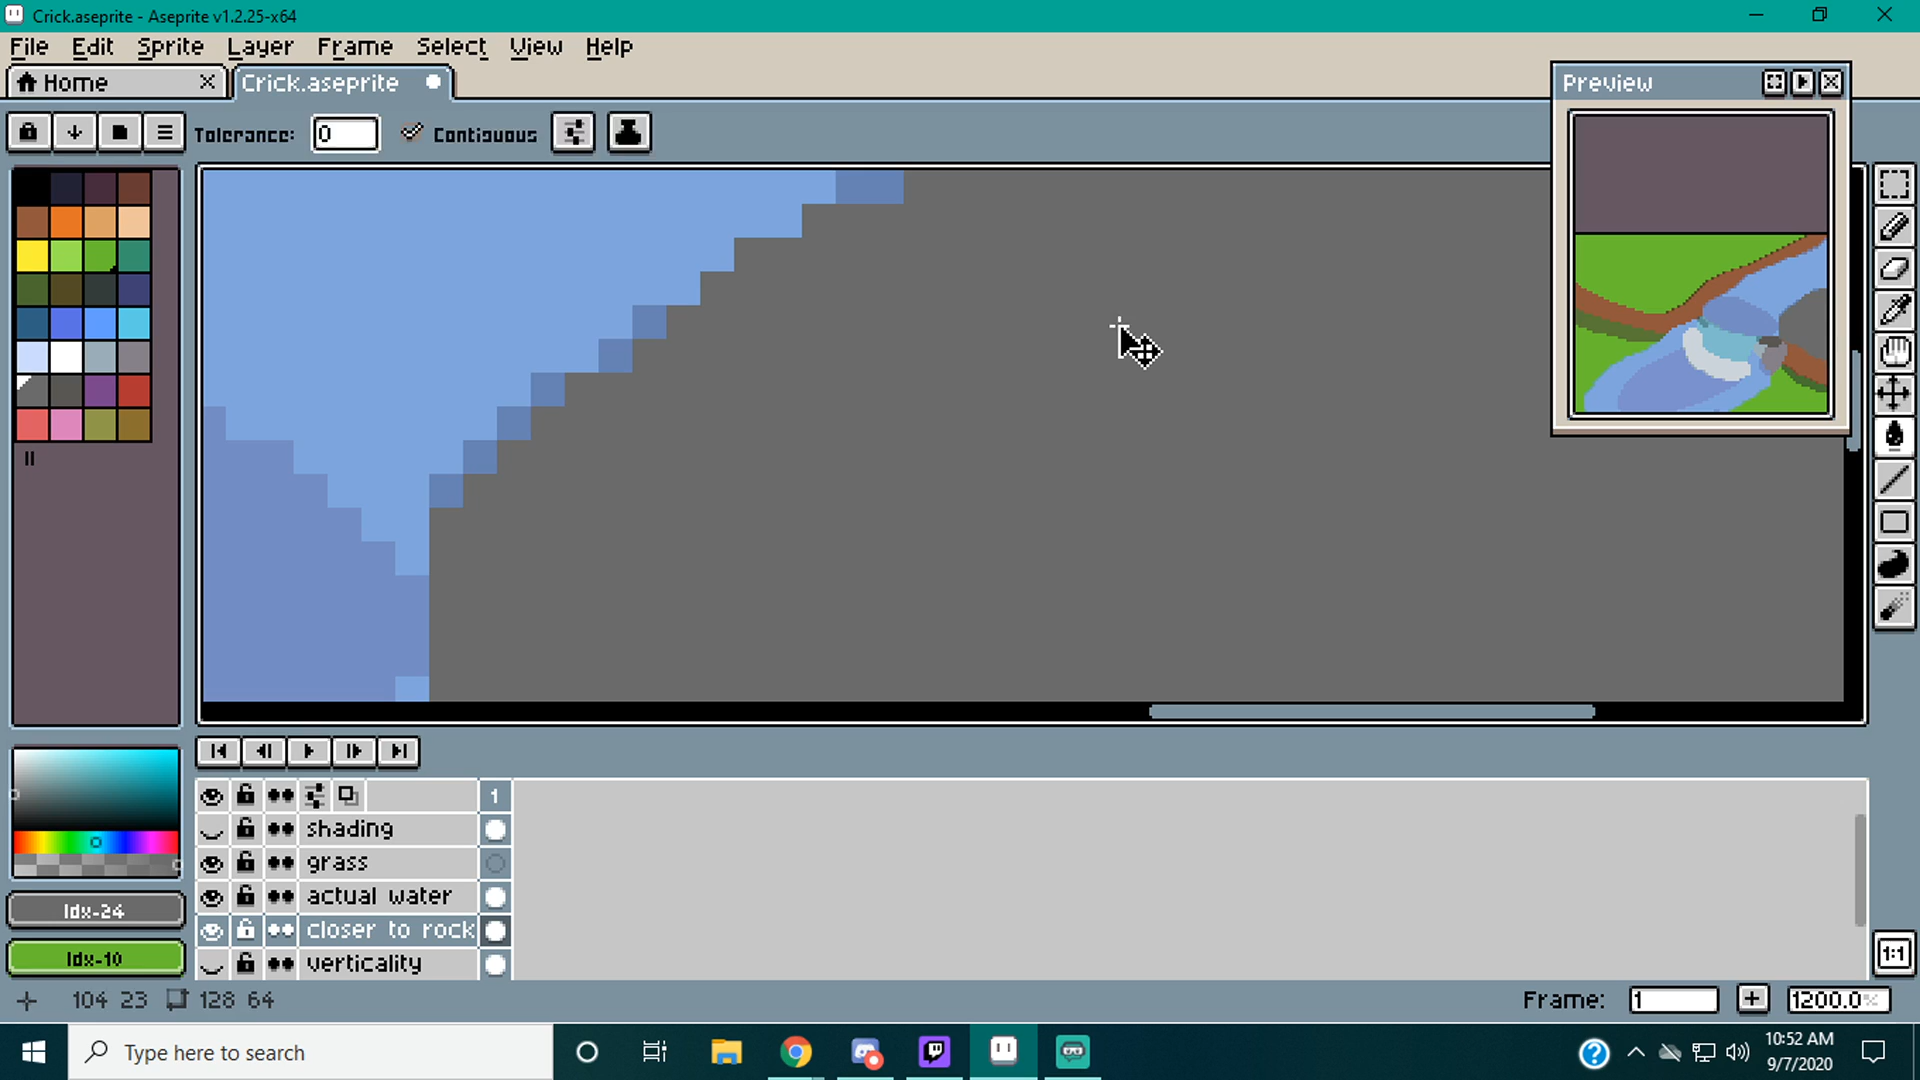 Crick.aseprite - Aseprite v1.2.25-x64
File Edit Sprite Layer Frame Select View Help
Home Crick.aseprite
Preview
Tolerance: 0 Contiguous
1
shading
grass
actual water
closer to rock
verticality
Idx-24
Idx-10
1:1
104 23 128 64
Frame: 1 1200.0%
Type here to search
10:52 AM
9/7/2020